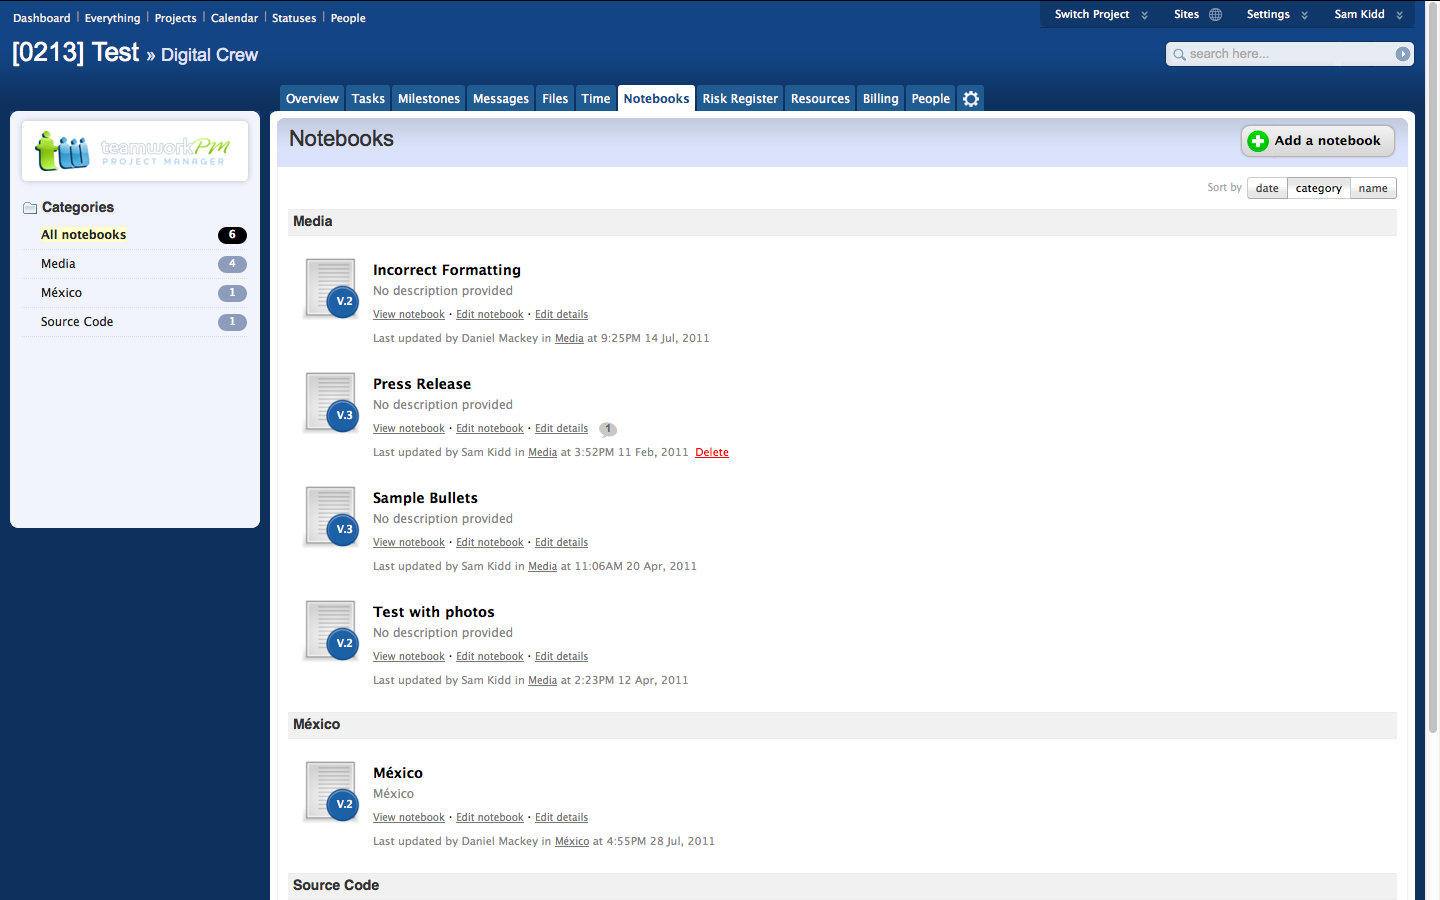 Dashboard | Everything | Projects | Calendar | Statuses | People
Switch Project Sites Settings Sam Kidd
[0213] Test » Digital Crew
search here...
Overview Tasks Milestones Messages Files Time Notebooks Risk Register Resources Billing People
teamworkPM
PROJECT MANAGER
Categories
All notebooks 6
Media 4
México 1
Source Code 1
Notebooks
Add a notebook
Sort by date category name
Media
Incorrect Formatting
No description provided
V.2
View notebook · Edit notebook · Edit details
Last updated by Daniel Mackey in Media at 9:25PM 14 Jul, 2011
Press Release
No description provided
V.3
View notebook · Edit notebook · Edit details 1
Last updated by Sam Kidd in Media at 3:52PM 11 Feb, 2011 Delete
Sample Bullets
No description provided
V.3
View notebook · Edit notebook · Edit details
Last updated by Sam Kidd in Media at 11:06AM 20 Apr, 2011
Test with photos
No description provided
V.2
View notebook · Edit notebook · Edit details
Last updated by Sam Kidd in Media at 2:23PM 12 Apr, 2011
México
México
México
V.2
View notebook · Edit notebook · Edit details
Last updated by Daniel Mackey in México at 4:55PM 28 Jul, 2011
Source Code